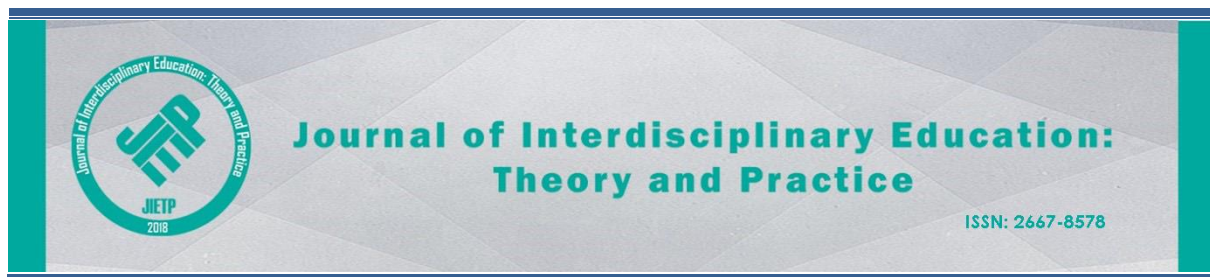 Journal of Interdisciplinary Education: Theory and Practice
JIETP
2018
Journal of Interdisciplinary Education:
Theory and Practice
ISSN: 2667-8578